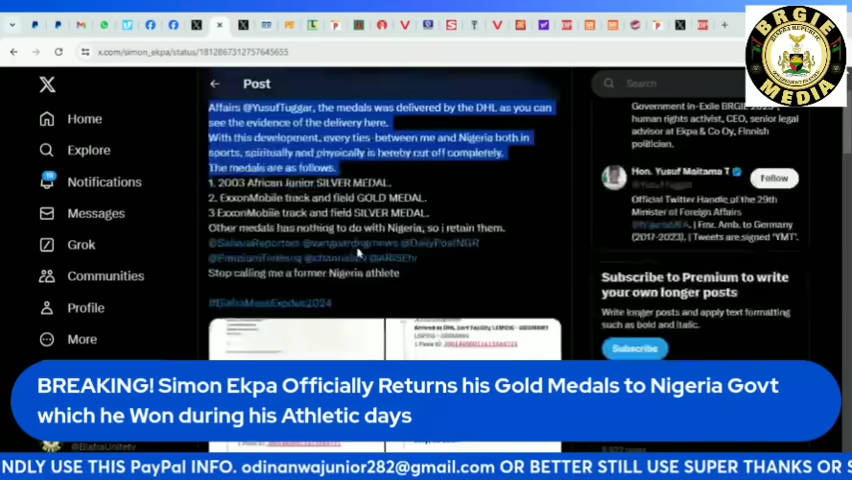 BRGIE
MEDIA
x.com/simon_ekpa/status/1812867312757645655
Post
Search
Affairs @YusufTuggar, the medals was delivered by the DHL as you can
see the evidence of the delivery here.
With this development, every ties between me and Nigeria both in
sports, spiritually and physically is hereby cut off completely.
The medals are as follows.
1. 2003 African Junior SILVER MEDAL.
2. ExxonMobile track and field GOLD MEDAL.
3 ExxonMobile track and field SILVER MEDAL.
Other medals has nothing to do with Nigeria, so i retain them.
@SaharaReporters @vanguardngrnews @DailyPostNGR
Stop calling me a former Nigeria athlete
#BiafraMassExodus2024
Home
Explore
Notifications
Messages
Grok
Communities
Profile
More
human rights activist, CEO, senior legal
advisor at Ekpa & Co Oy, Finnish
politician.
Hon. Yusuf Maitama T
Follow
Official Twitter Handle of the 29th
Minister of Foreign Affairs
| Fmr. Amb. to Germany
(2017-2023). | Tweets are signed "YMT".
Subscribe to Premium to write
your own longer posts
Write longer posts and apply text formatting
such as bold and italic.
Subscribe
BREAKING! Simon Ekpa Officially Returns his Gold Medals to Nigeria Govt
which he Won during his Athletic days
NDLY USE THIS PayPal INFO. odinanwajunior282@gmail.com OR BETTER STILL USE SUPER THANKS OR S